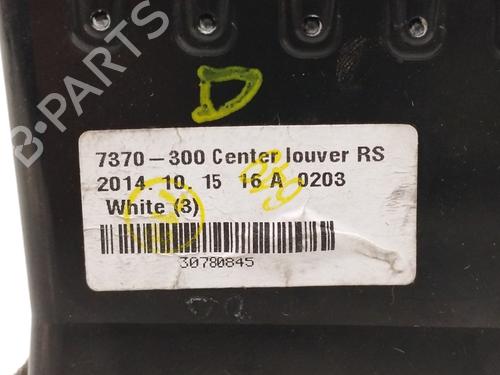 B-PARTS
D
7370-300 Center louver RS
2014. 10. 15 16 A 0203
White (3)
30780845